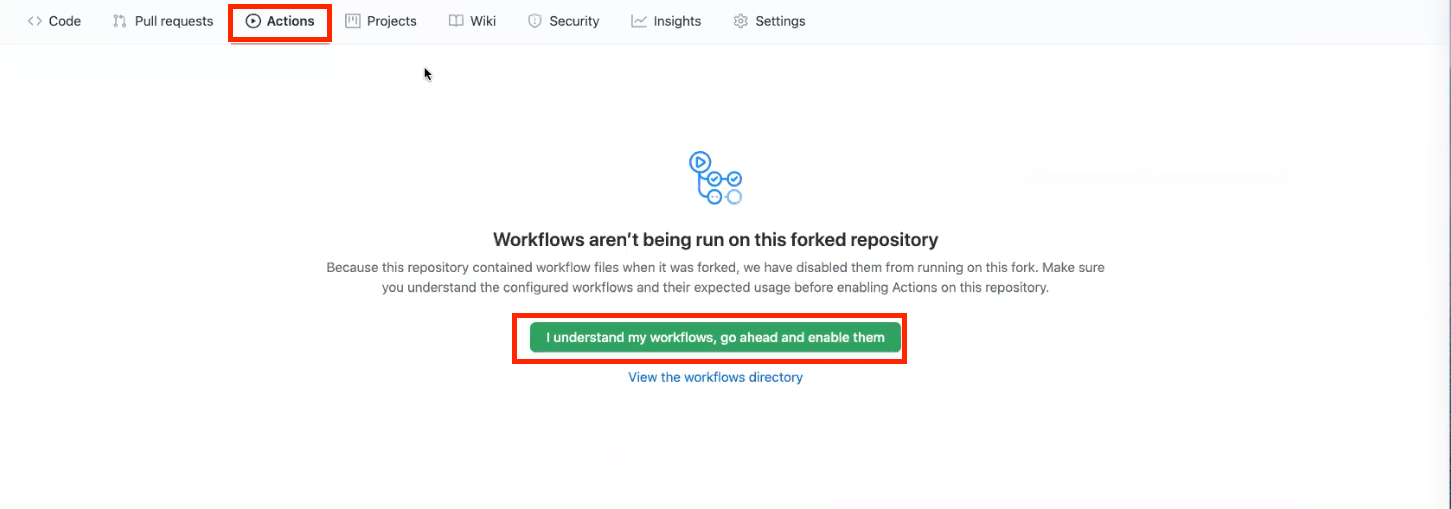 Code Pull requests Actions Projects Wiki Security Insights Settings
Workflows aren’t being run on this forked repository
Because this repository contained workflow files when it was forked, we have disabled them from running on this fork. Make sure
you understand the configured workflows and their expected usage before enabling Actions on this repository.
I understand my workflows, go ahead and enable them
View the workflows directory